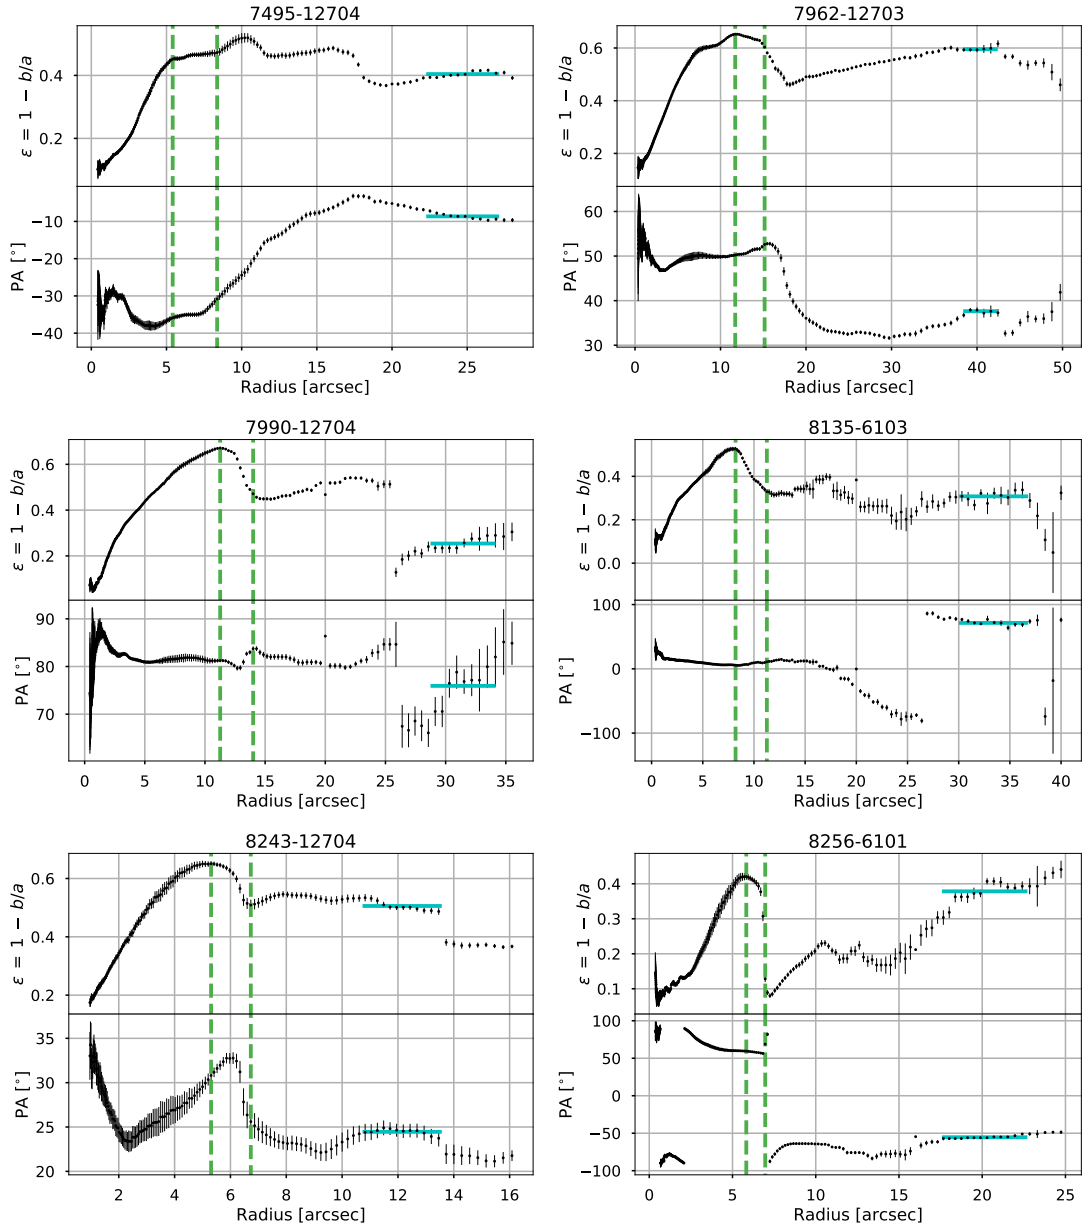 7495-12704
ε = 1 − b/a
0.4
0.2
PA [°]
−10
−20
−30
−40
0 5 10 15 20 25
Radius [arcsec]
7962-12703
ε = 1 − b/a
0.6
0.4
0.2
PA [°]
60
50
40
30
0 10 20 30 40 50
Radius [arcsec]
7990-12704
ε = 1 − b/a
0.6
0.4
0.2
PA [°]
90
80
70
0 5 10 15 20 25 30 35
Radius [arcsec]
8135-6103
ε = 1 − b/a
0.4
0.2
0.0
PA [°]
100
0
−100
0 5 10 15 20 25 30 35 40
Radius [arcsec]
8243-12704
ε = 1 − b/a
0.6
0.4
0.2
PA [°]
35
30
25
20
2 4 6 8 10 12 14 16
Radius [arcsec]
8256-6101
ε = 1 − b/a
0.4
0.3
0.2
0.1
PA [°]
100
50
0
−50
−100
0 5 10 15 20 25
Radius [arcsec]